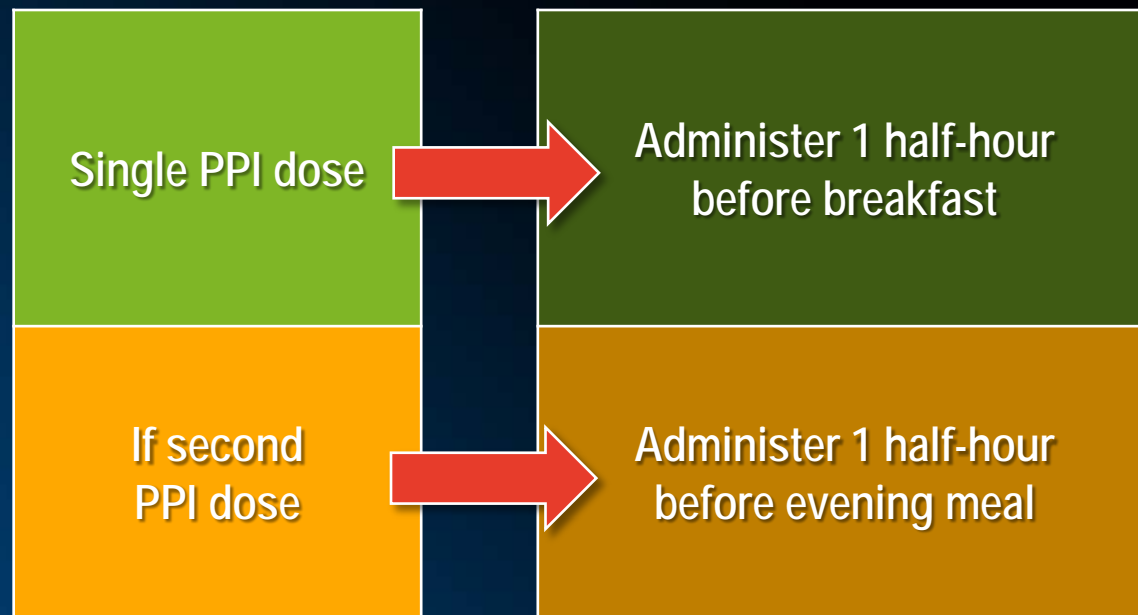 Single PPI dose
Administer 1 half-hour
before breakfast
If second
PPI dose
Administer 1 half-hour
before evening meal